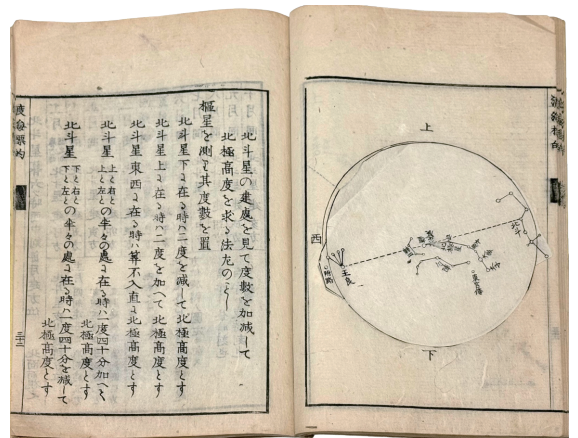 上
西
王良
北斗
下
北斗星の建處を見て度數を加減して
北極高度を求る法左のごとし
樞星を測り其度數を置
北斗星下に在る時ハ二度を減して北極高度とす
北斗星上に在る時ハ二度を加へて北極高度とす
北斗星東西に在る時ハ算不入直に北極高度とす
北斗星上と右と上と左との半々の處に在る時ハ一度四十分加へて
北極高度とす
北斗星下と右と下と左との半々の處に在る時ハ一度四十分を減して
北極高度とす